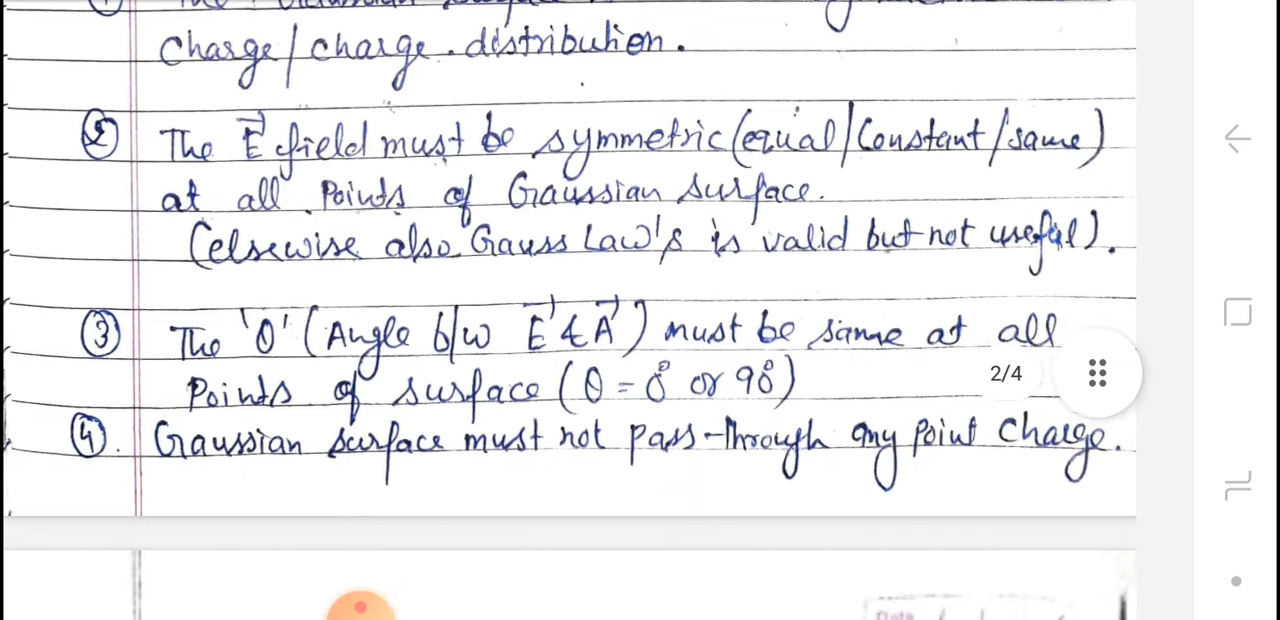 Charge/charge. distribution.
② The E⃗ field must be symmetric (equal/Constant/same)
at all Points of Gaussian surface.
(elsewise also Gauss Law's is valid but not useful).
③ The 'θ' (Angle b/w E⃗ & A⃗) must be same at all
Points of surface (θ = 0° or 90°)
2/4
④. Gaussian surface must not pass-through any point charge.